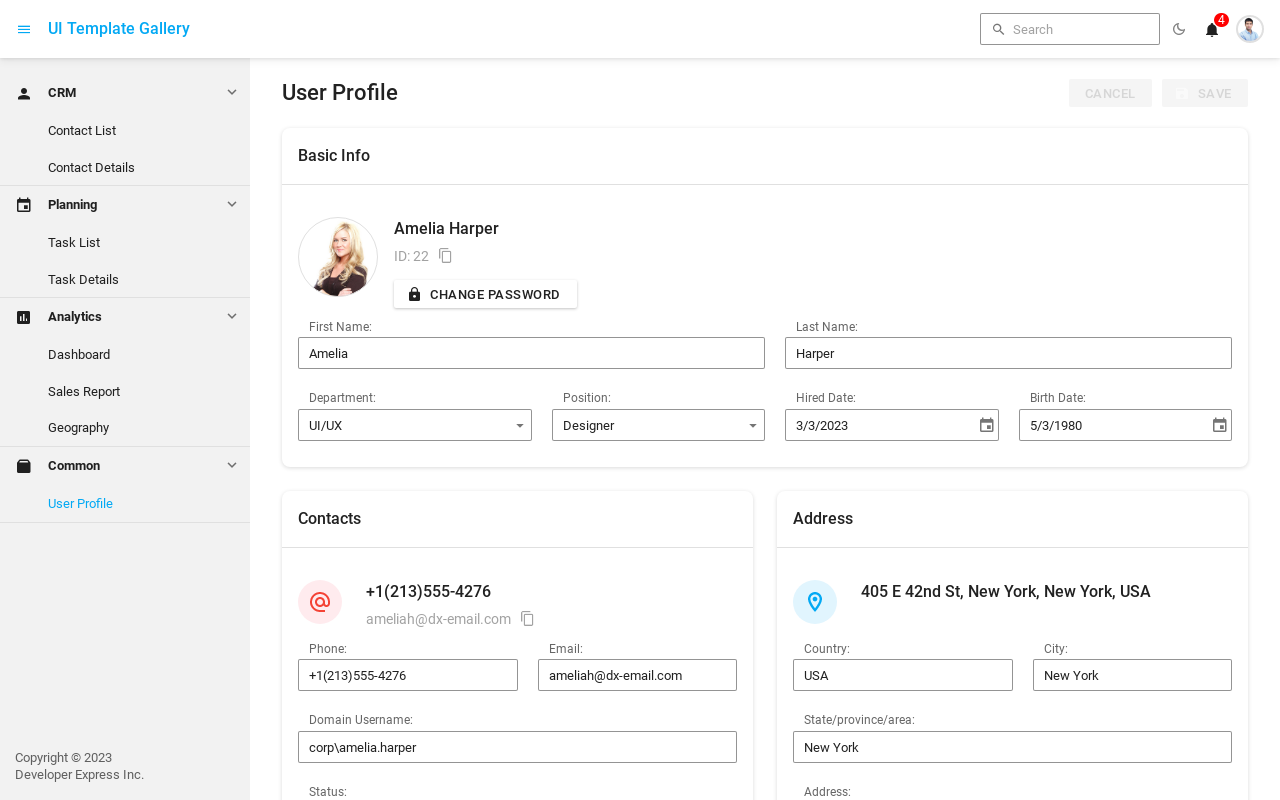 UI Template Gallery
Search
4
CRM
Contact List
Contact Details
Planning
Task List
Task Details
Analytics
Dashboard
Sales Report
Geography
Common
User Profile
Copyright © 2023
Developer Express Inc.
User Profile
CANCEL
SAVE
Basic Info
Amelia Harper
ID: 22
CHANGE PASSWORD
First Name:
Last Name:
Amelia
Harper
Department:
Position:
Hired Date:
Birth Date:
UI/UX
Designer
3/3/2023
5/3/1980
Contacts
+1(213)555-4276
ameliah@dx-email.com
Phone:
Email:
+1(213)555-4276
ameliah@dx-email.com
Domain Username:
corp\amelia.harper
Status:
Address
405 E 42nd St, New York, New York, USA
Country:
City:
USA
New York
State/province/area:
New York
Address: